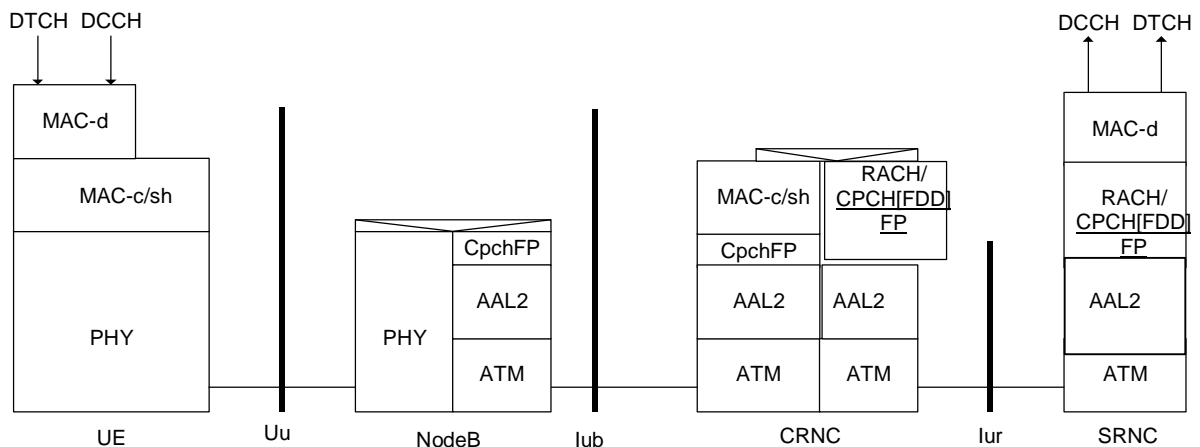 DTCH DCCH
MAC-d
MAC-c/sh
PHY
UE
Uu
CpchFP
PHY
AAL2
ATM
NodeB
Iub
MAC-c/sh
CpchFP
AAL2
ATM
RACH/
CPCH[FDD]
FP
AAL2
ATM
CRNC
Iur
DCCH DTCH
MAC-d
RACH/
CPCH[FDD]
FP
AAL2
ATM
SRNC